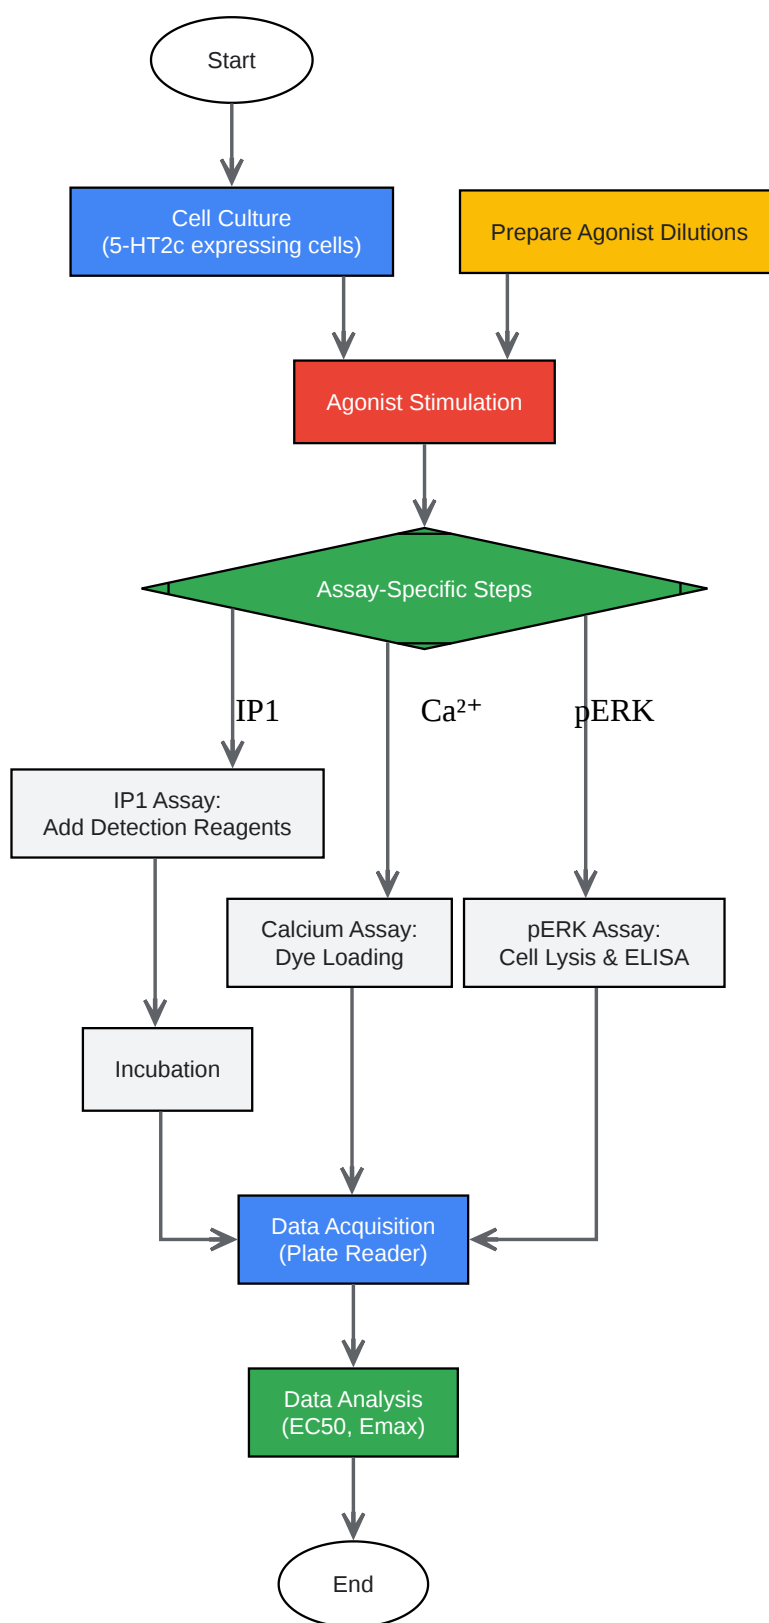 Start
Cell Culture
(5-HT2c expressing cells)
Prepare Agonist Dilutions
Agonist Stimulation
Assay-Specific Steps
IP1
Ca²⁺
pERK
IP1 Assay:
Add Detection Reagents
Calcium Assay:
Dye Loading
pERK Assay:
Cell Lysis & ELISA
Incubation
Data Acquisition
(Plate Reader)
Data Analysis
(EC50, Emax)
End